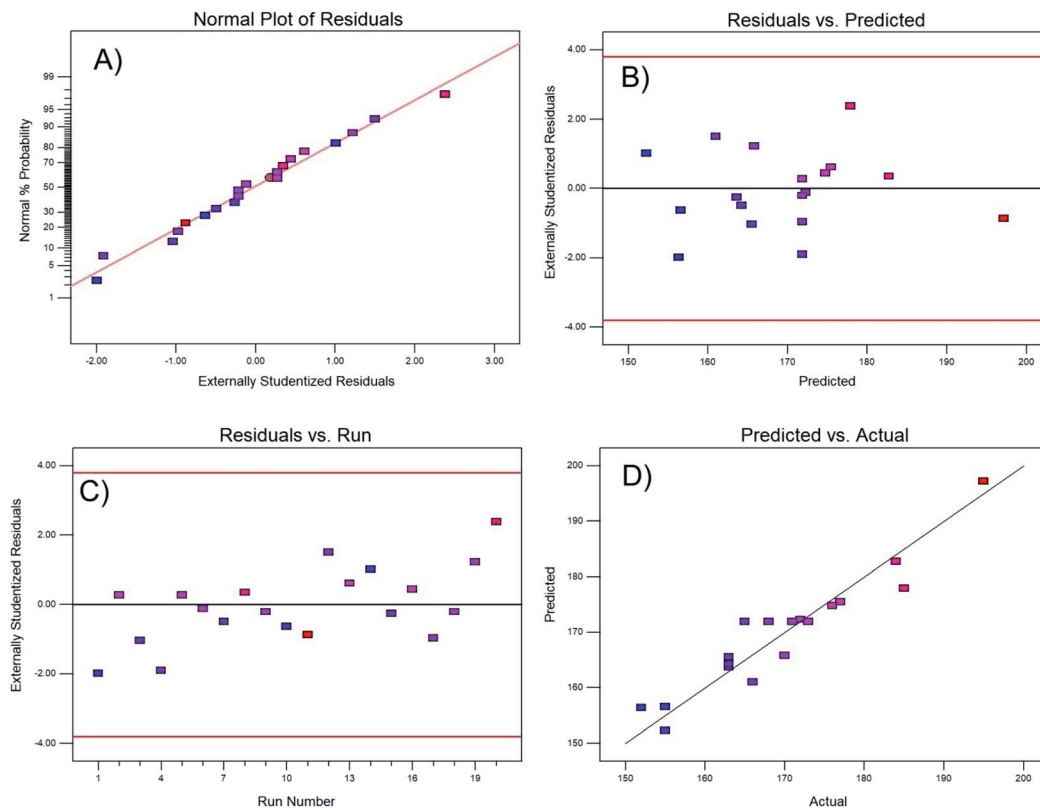 Normal Plot of Residuals
A)
Normal % Probability
99
95
90
80
70
50
30
20
10
5
1
-2.00 -1.00 0.00 1.00 2.00 3.00
Externally Studentized Residuals
Residuals vs. Predicted
B)
Externally Studentized Residuals
4.00
2.00
0.00
-2.00
-4.00
150 160 170 180 190 200
Predicted
Residuals vs. Run
C)
Externally Studentized Residuals
4.00
2.00
0.00
-2.00
-4.00
1 4 7 10 13 16 19
Run Number
Predicted vs. Actual
D)
Predicted
200
190
180
170
160
150
150 160 170 180 190 200
Actual